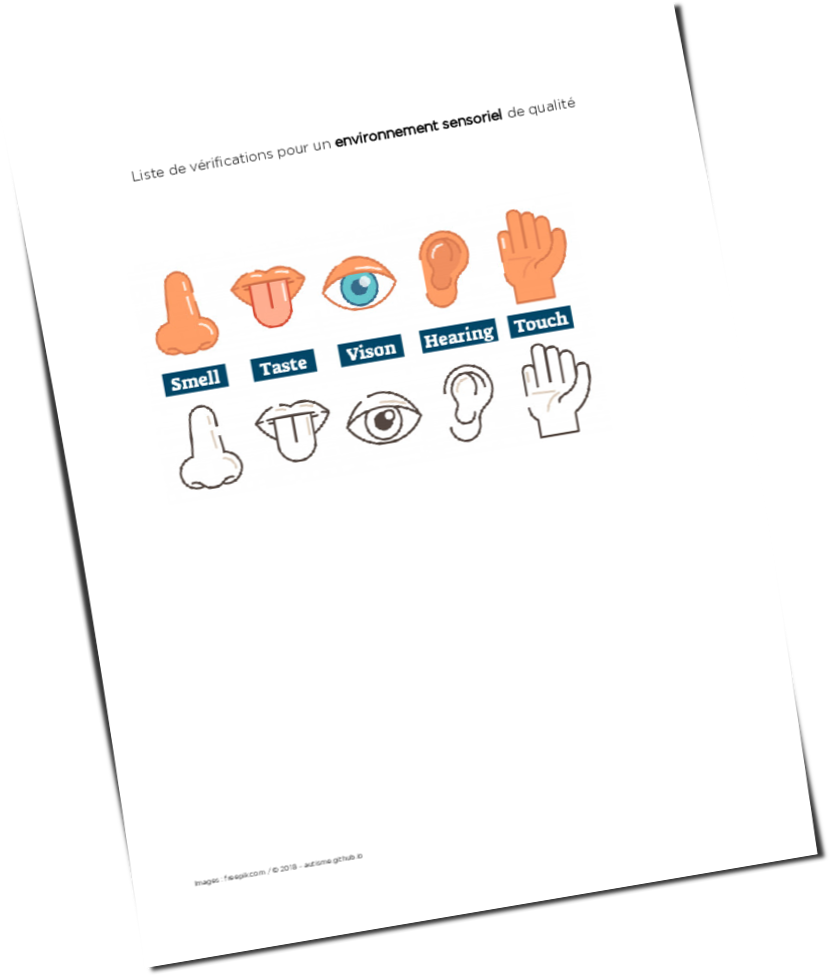 Liste de vérifications pour un environnement sensoriel de qualité
Smell Taste Vison Hearing Touch
Images : freepik.com / © 2018 - autisme.github.io